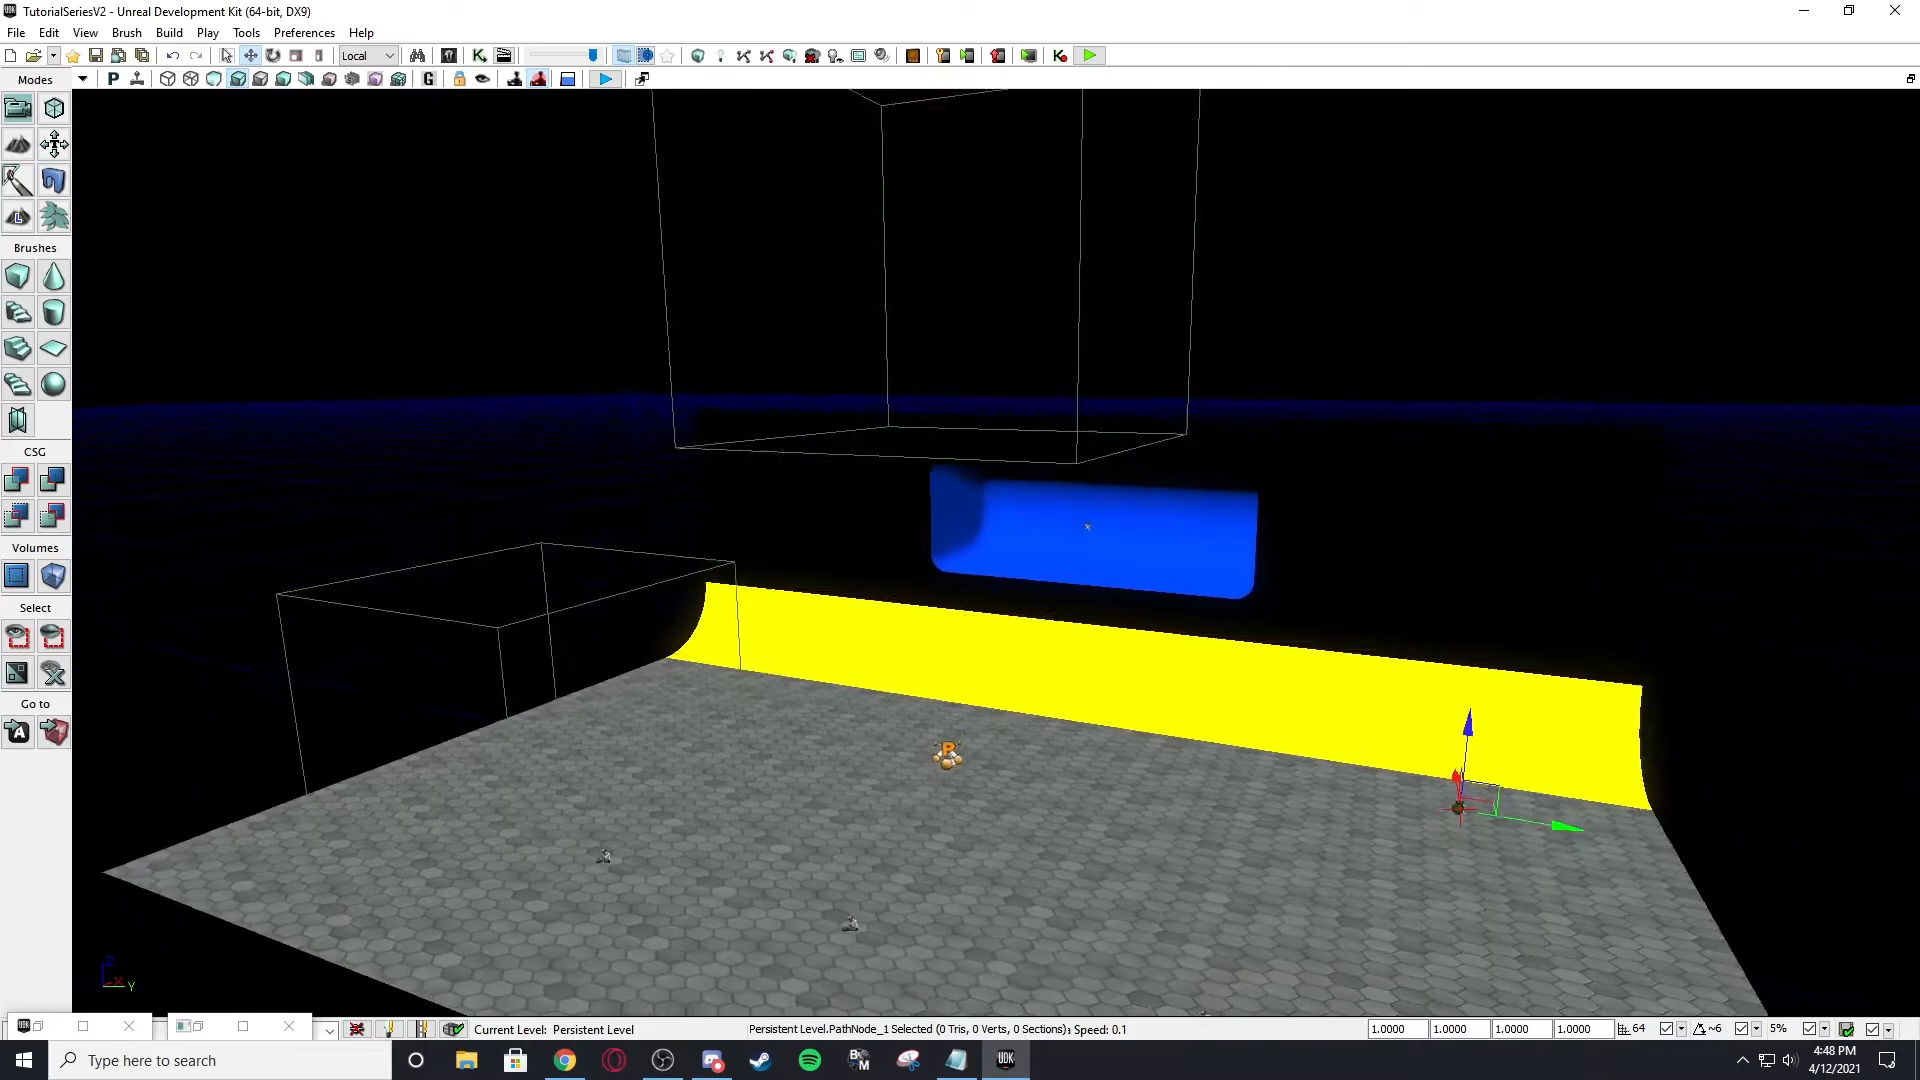 TutorialSeriesV2 - Unreal Development Kit (64-bit, DX9)
File Edit View Brush Build Play Tools Preferences Help
Local
Modes
P
G
Brushes
CSG
Volumes
Select
Go to
A
P
Z
X
Y
UDK
Current Level: Persistent Level
Persistent Level.PathNode_1 Selected (0 Tris, 0 Verts, 0 Sections); Speed: 0.1
1.0000 1.0000 1.0000 1.0000 64 ~6 5%
Type here to search
UDK
4:48 PM
4/12/2021